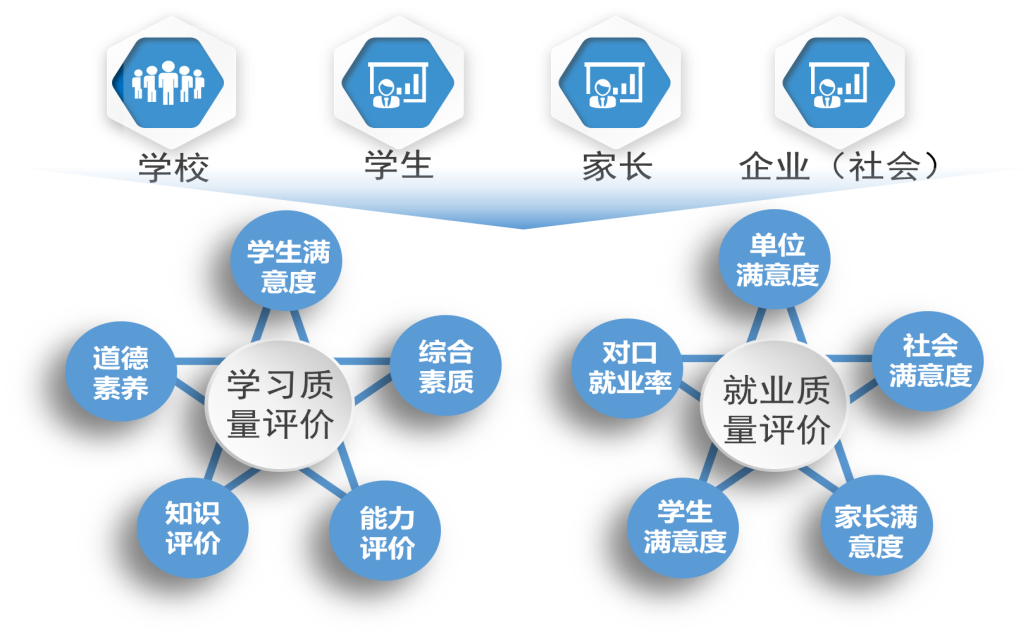 学校
学生
家长
企业（社会）
学生满
意度
道德
素养
综合
素质
学习质
量评价
知识
评价
能力
评价
单位
满意度
对口
就业率
社会
满意度
就业质
量评价
学生
满意度
家长满
意度